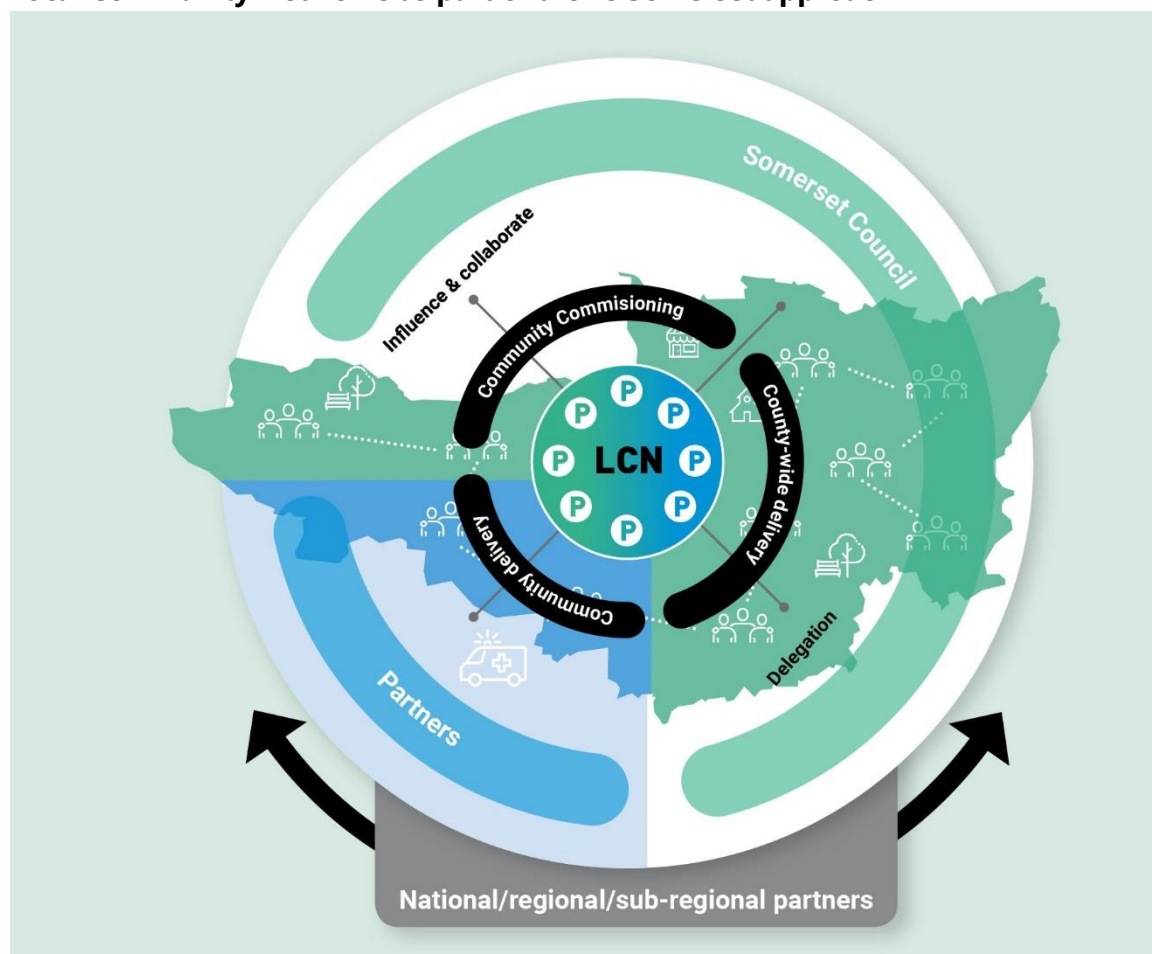 Somerset Council
Influence & collaborate
Community Commisioning
County-wide delivery
P
P
P
P
LCN
P
P
P
P
Community delivery
Delegation
Partners
National/regional/sub-regional partners